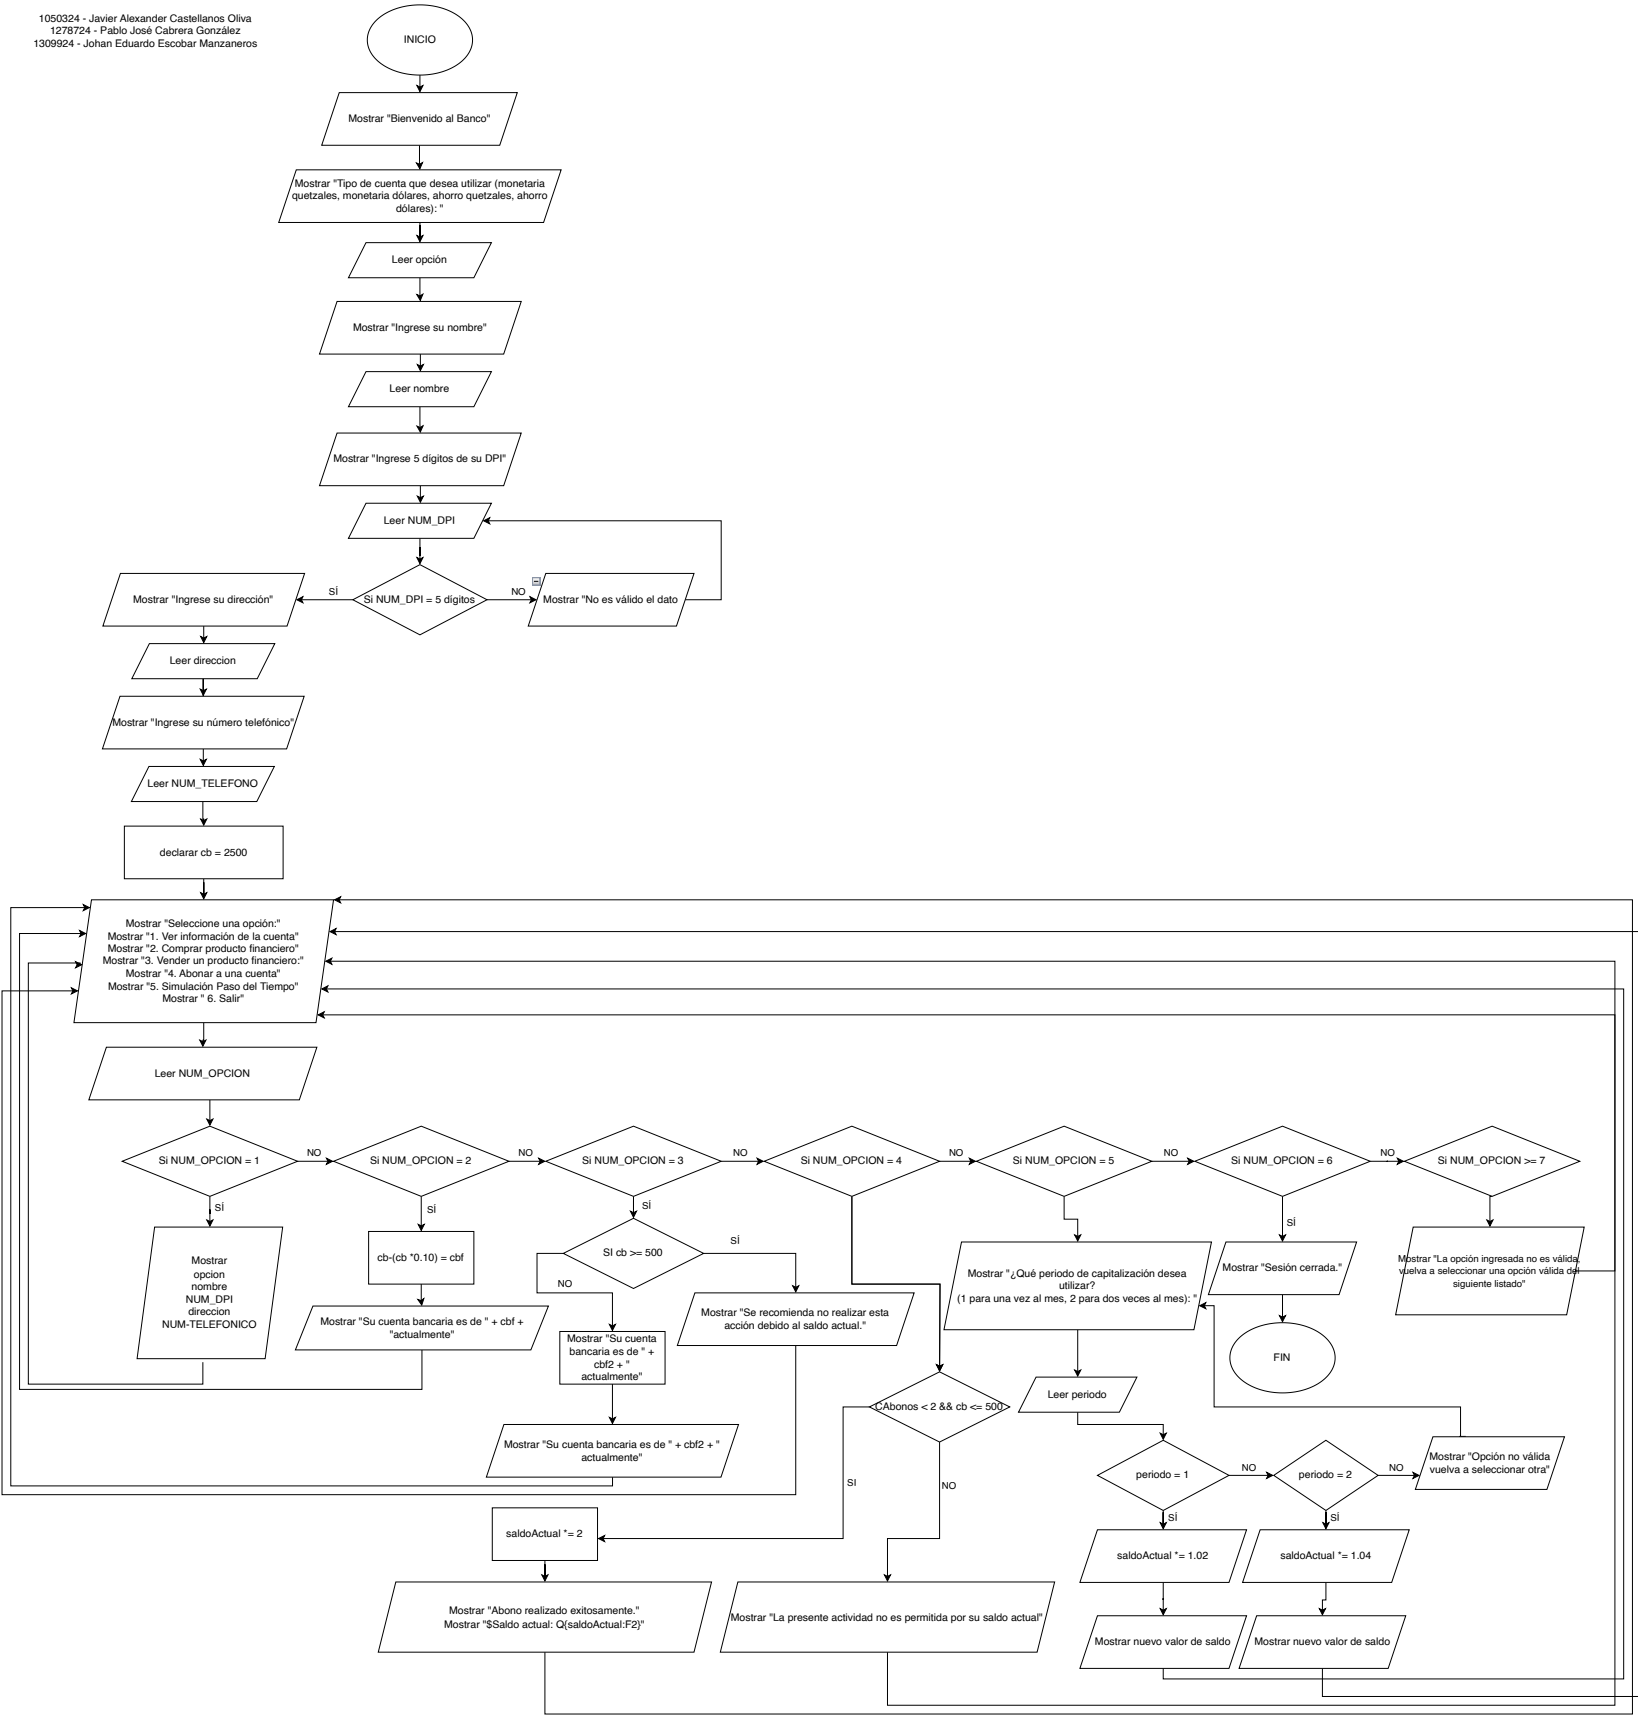 1050324 - Javier Alexander Castellanos Oliva
1278724 - Pablo José Cabrera González
1309924 - Johan Eduardo Escobar Manzaneros
INICIO
Mostrar "Bienvenido al Banco"
Mostrar "Tipo de cuenta que desea utilizar (monetaria
quetzales, monetaria dólares, ahorro quetzales, ahorro
dólares): "
Leer opción
Mostrar "Ingrese su nombre"
Leer nombre
Mostrar "Ingrese 5 dígitos de su DPI"
Leer NUM_DPI
Si NUM_DPI = 5 dígitos
SÍ
NO
Mostrar "No es válido el dato
Mostrar "Ingrese su dirección"
Leer direccion
Mostrar "Ingrese su número telefónico"
Leer NUM_TELEFONO
declarar cb = 2500
Mostrar "Seleccione una opción:"
Mostrar "1. Ver información de la cuenta"
Mostrar "2. Comprar producto financiero"
Mostrar "3. Vender un producto financiero:"
Mostrar "4. Abonar a una cuenta"
Mostrar "5. Simulación Paso del Tiempo"
Mostrar " 6. Salir"
Leer NUM_OPCION
Si NUM_OPCION = 1
NO
Si NUM_OPCION = 2
NO
Si NUM_OPCION = 3
NO
Si NUM_OPCION = 4
NO
Si NUM_OPCION = 5
NO
Si NUM_OPCION = 6
NO
Si NUM_OPCION >= 7
SÍ
Mostrar
opcion
nombre
NUM_DPI
direccion
NUM-TELEFONICO
SÍ
cb-(cb *0.10) = cbf
Mostrar "Su cuenta bancaria es de " + cbf +
"actualmente"
SÍ
SI cb >= 500
SÍ
NO
Mostrar "Su cuenta
bancaria es de " +
cbf2 + "
actualmente"
Mostrar "Se recomienda no realizar esta
acción debido al saldo actual."
Mostrar "Su cuenta bancaria es de " + cbf2 + "
actualmente"
CAbonos < 2 && cb <= 500
SI
NO
saldoActual *= 2
Mostrar "Abono realizado exitosamente."
Mostrar "$Saldo actual: Q{saldoActual:F2}"
Mostrar "La presente actividad no es permitida por su saldo actual"
Mostrar "¿Qué periodo de capitalización desea
utilizar?
(1 para una vez al mes, 2 para dos veces al mes): "
Leer periodo
periodo = 1
NO
periodo = 2
NO
Mostrar "Opción no válida
vuelva a seleccionar otra"
SÍ
SÍ
saldoActual *= 1.02
saldoActual *= 1.04
Mostrar nuevo valor de saldo
Mostrar nuevo valor de saldo
SÍ
Mostrar "Sesión cerrada."
FIN
Mostrar "La opción ingresada no es válida,
vuelva a seleccionar una opción válida del
siguiente listado"